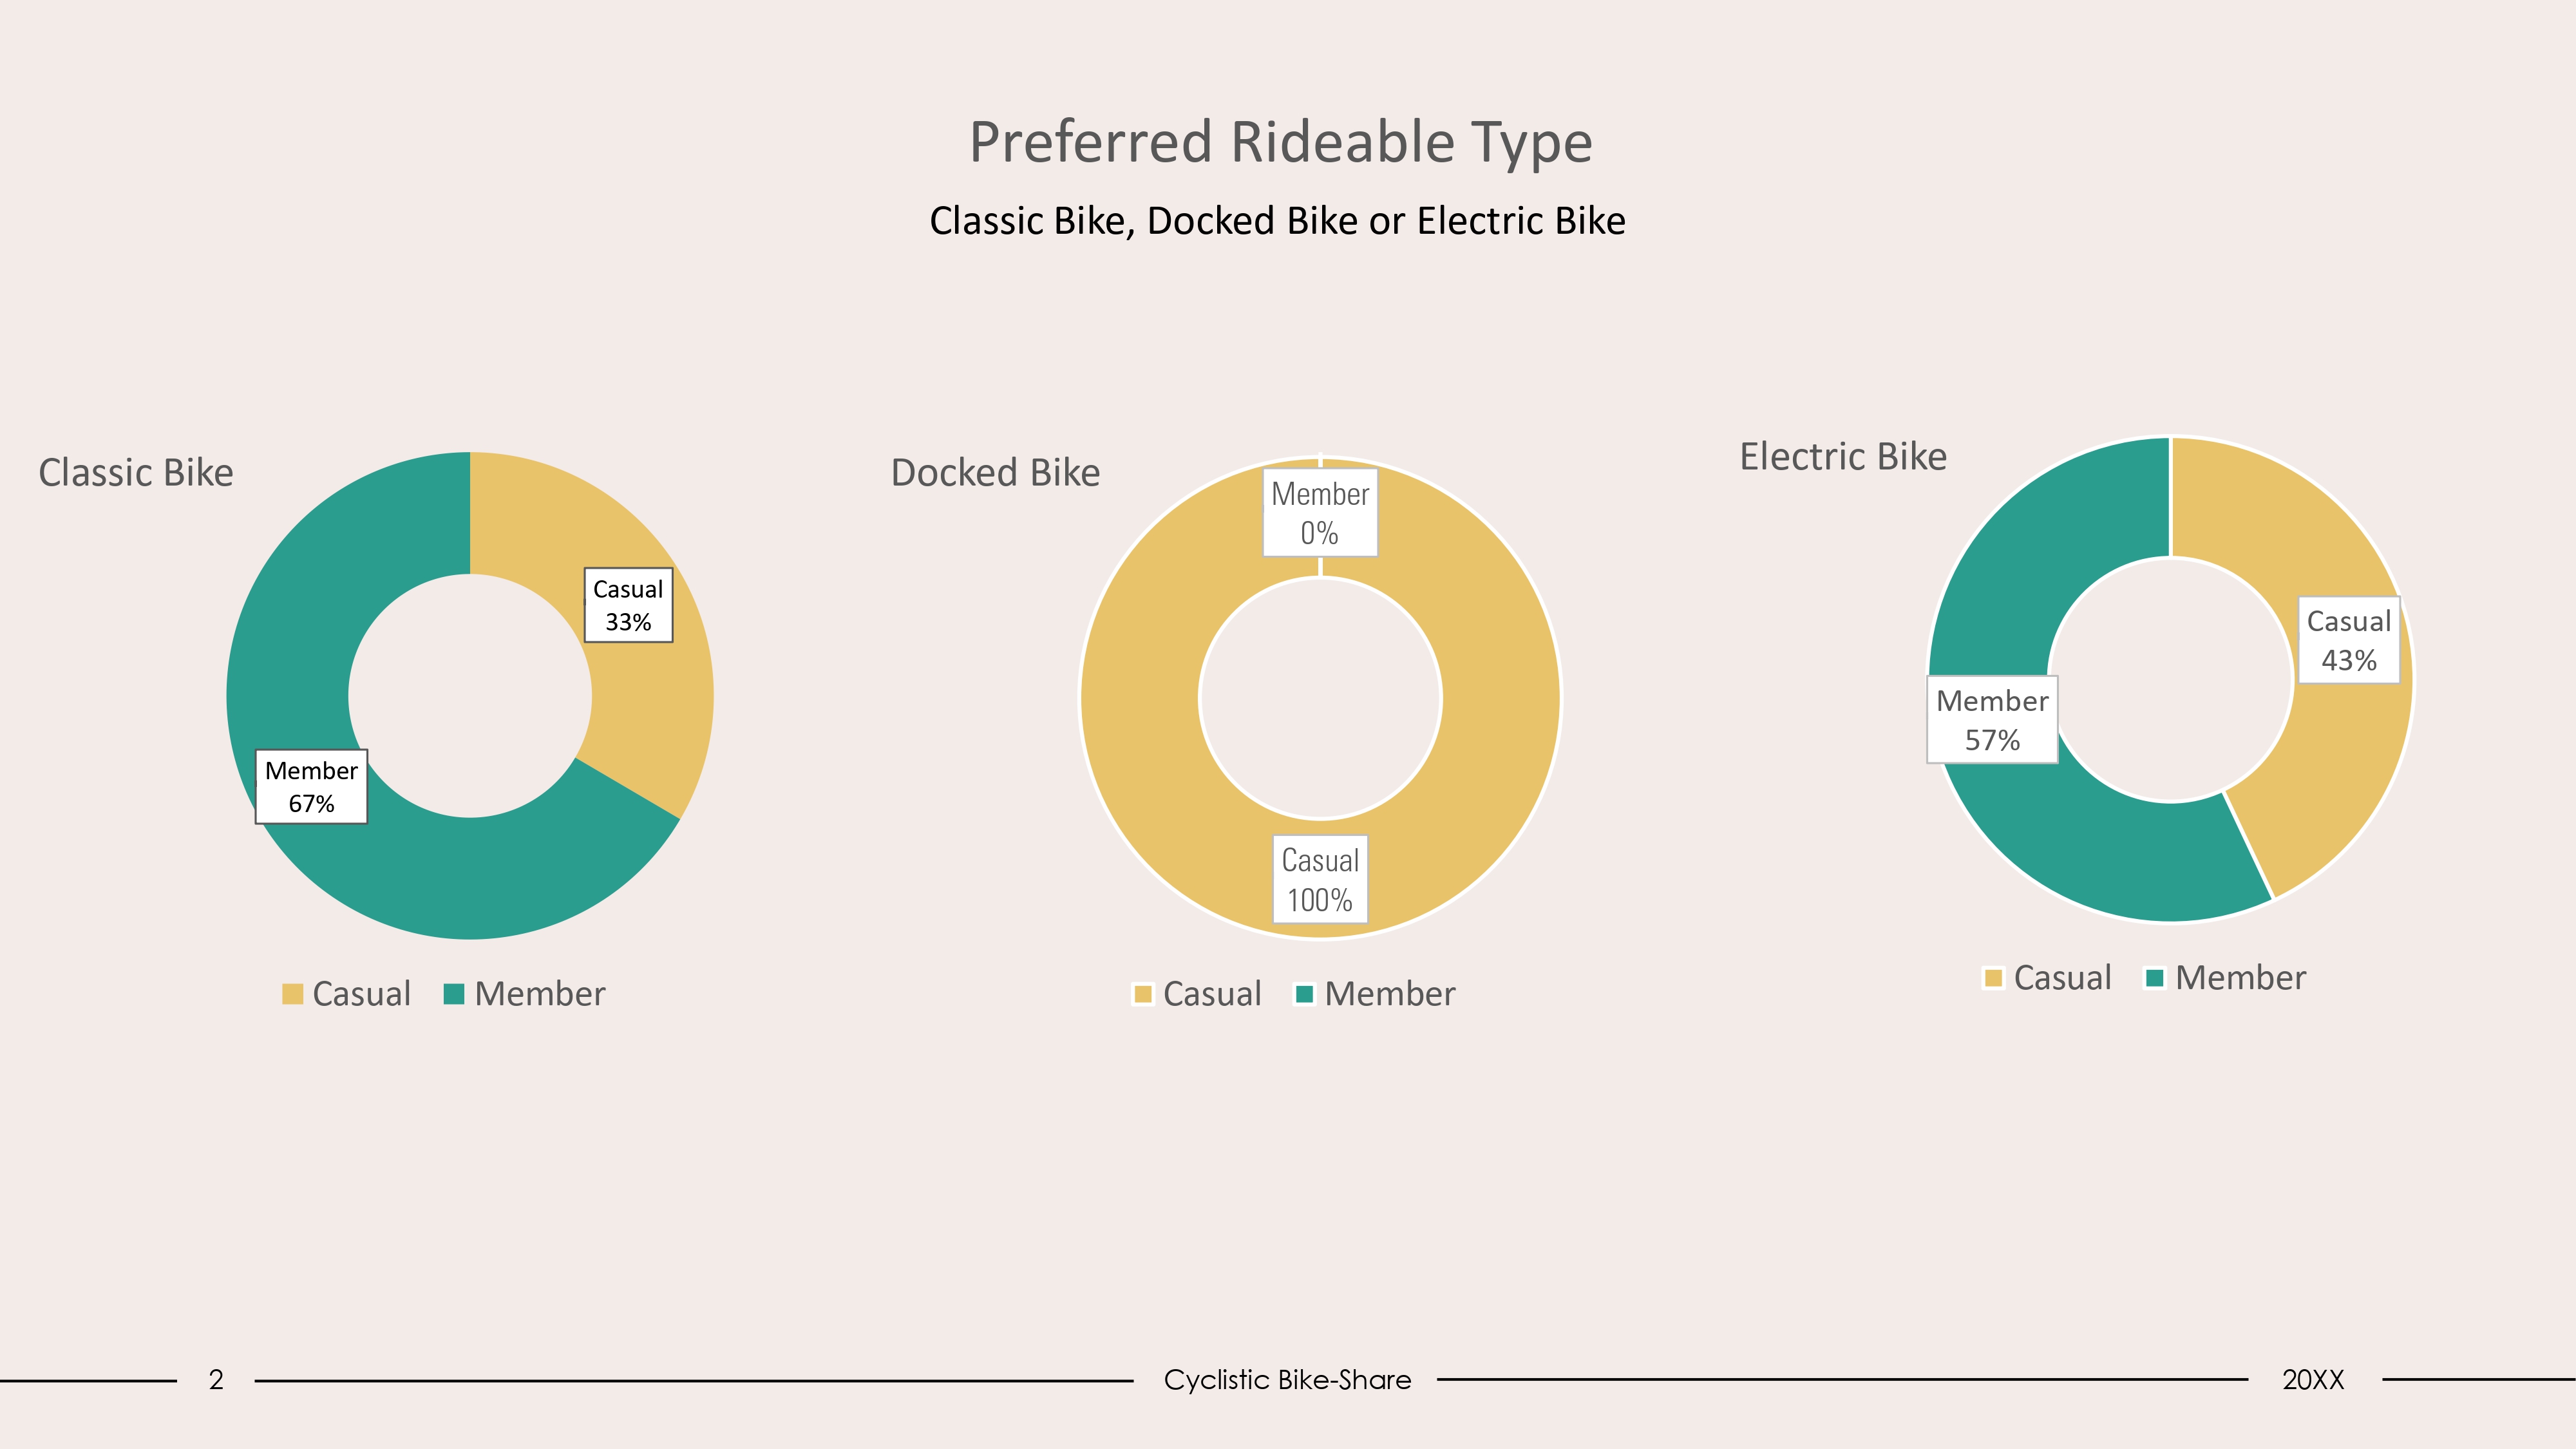 Preferred Rideable Type
Classic Bike, Docked Bike or Electric Bike
Classic Bike
Casual
33%
Member
67%
Casual Member
Docked Bike
Member
0%
Casual
100%
Casual Member
Electric Bike
Casual
43%
Member
57%
Casual Member
2
Cyclistic Bike-Share
20XX